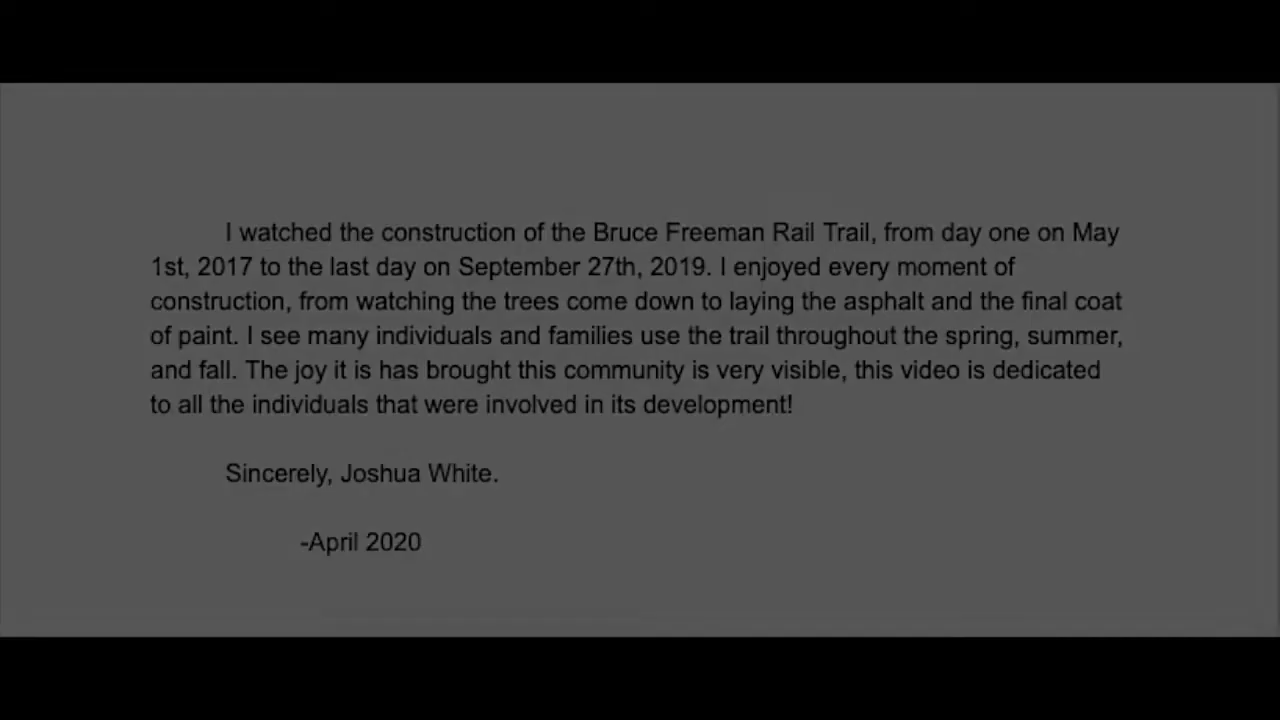 I watched the construction of the Bruce Freeman Rail Trail, from day one on May
1st, 2017 to the last day on September 27th, 2019. I enjoyed every moment of
construction, from watching the trees come down to laying the asphalt and the final coat
of paint. I see many individuals and families use the trail throughout the spring, summer,
and fall. The joy it is has brought this community is very visible, this video is dedicated
to all the individuals that were involved in its development!
Sincerely, Joshua White.
-April 2020